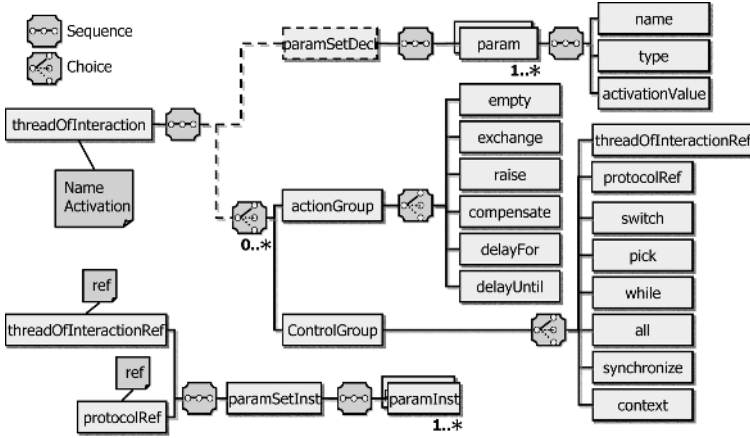 Sequence
Choice
paramSetDecl
param
1..*
name
type
activationValue
threadOfInteraction
Name
Activation
0..*
actionGroup
empty
exchange
raise
compensate
delayFor
delayUntil
ControlGroup
threadOfInteractionRef
protocolRef
switch
pick
while
all
synchronize
context
ref
threadOfInteractionRef
ref
protocolRef
paramSetInst
paramInst
1..*